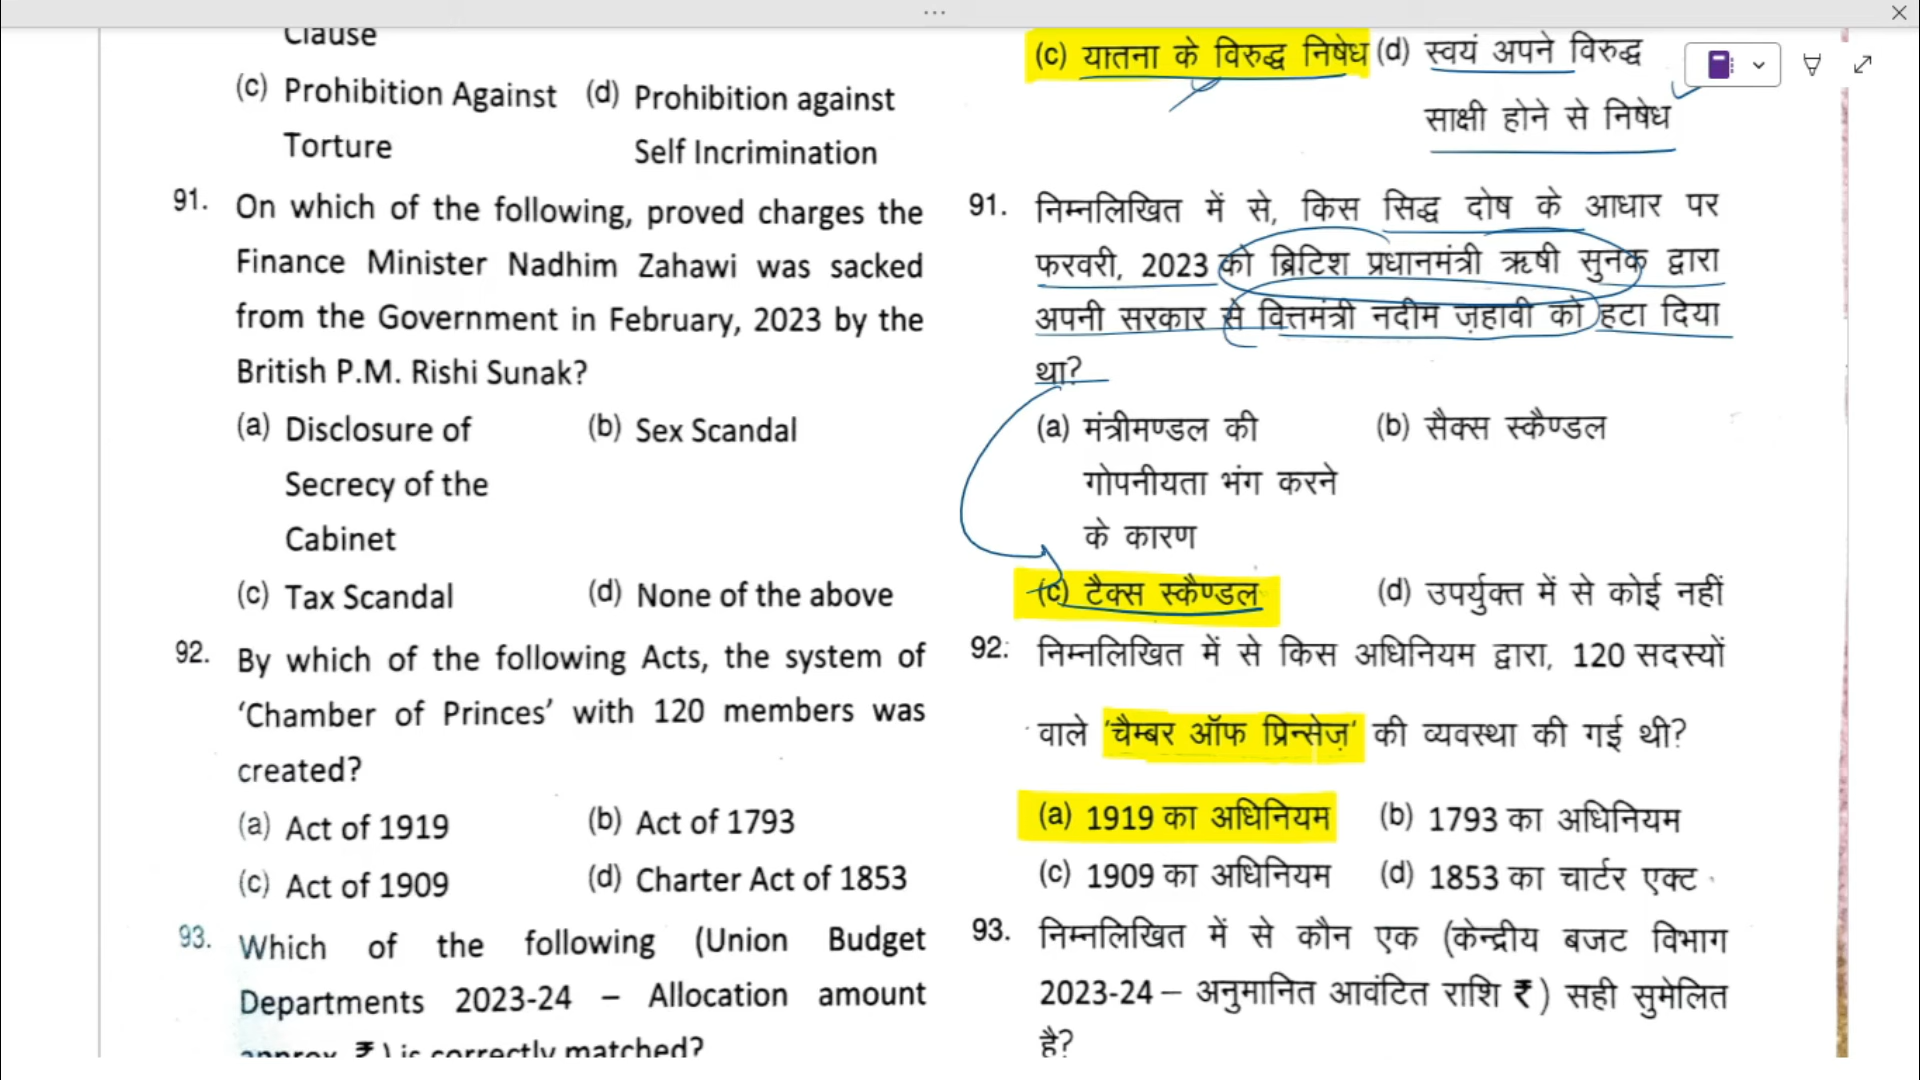 Clause
(c) Prohibition Against (d) Prohibition against
Torture Self Incrimination
91. On which of the following, proved charges the
Finance Minister Nadhim Zahawi was sacked
from the Government in February, 2023 by the
British P.M. Rishi Sunak?
(a) Disclosure of (b) Sex Scandal
Secrecy of the
Cabinet
(c) Tax Scandal (d) None of the above
92. By which of the following Acts, the system of
‘Chamber of Princes’ with 120 members was
created?
(a) Act of 1919 (b) Act of 1793
(c) Act of 1909 (d) Charter Act of 1853
93. Which of the following (Union Budget
Departments 2023-24 – Allocation amount
approx. ₹ ) is correctly matched?
(c) यातना के विरुद्ध निषेध (d) स्वयं अपने विरुद्ध
साक्षी होने से निषेध
91. निम्नलिखित में से, किस सिद्ध दोष के आधार पर
फरवरी, 2023 को ब्रिटिश प्रधानमंत्री ऋषी सुनक द्वारा
अपनी सरकार से वित्तमंत्री नदीम ज़हावी को हटा दिया
था?
(a) मंत्रीमण्डल की (b) सैक्स स्कैण्डल
गोपनीयता भंग करने
के कारण
(c) टैक्स स्कैण्डल (d) उपर्युक्त में से कोई नहीं
92. निम्नलिखित में से किस अधिनियम द्वारा, 120 सदस्यों
वाले ‘चैम्बर ऑफ प्रिन्सेज़’ की व्यवस्था की गई थी?
(a) 1919 का अधिनियम (b) 1793 का अधिनियम
(c) 1909 का अधिनियम (d) 1853 का चार्टर एक्ट
93. निम्नलिखित में से कौन एक (केन्द्रीय बजट विभाग
2023-24 – अनुमानित आवंटित राशि ₹ ) सही सुमेलित
है?